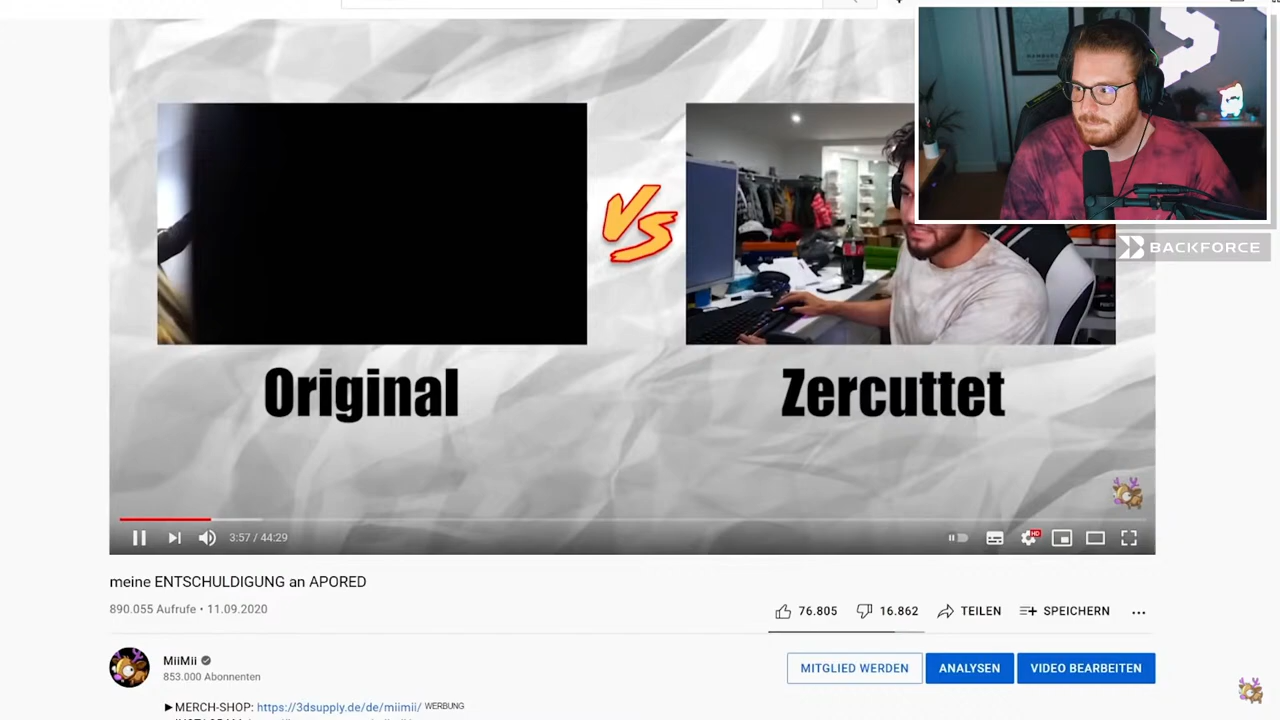 BACKFORCE
VS
Original
Zercuttet
3:57 / 44:29
HD
meine ENTSCHULDIGUNG an APORED
890.055 Aufrufe • 11.09.2020
76.805 16.862 TEILEN SPEICHERN
MiiMii
853.000 Abonnenten
MITGLIED WERDEN ANALYSEN VIDEO BEARBEITEN
►MERCH-SHOP: https://3dsupply.de/de/miimii/ WERBUNG